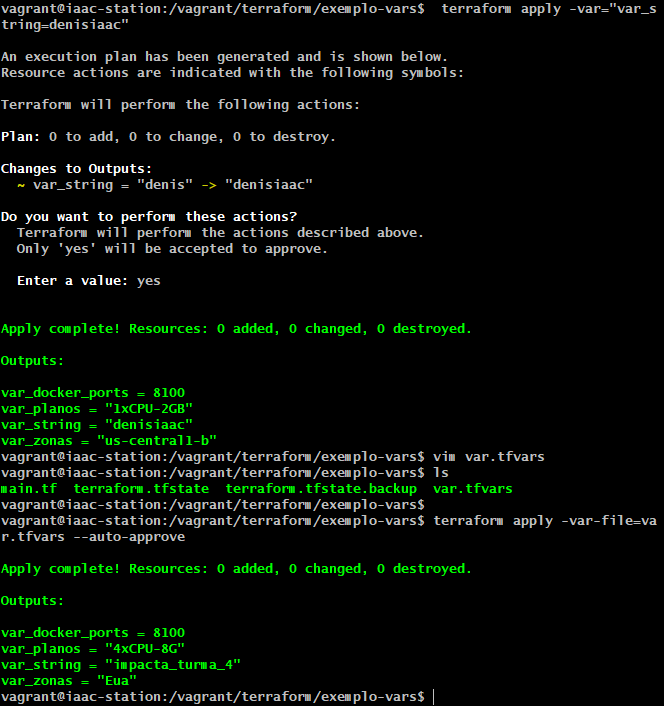 vagrant@iaac-station:/vagrant/terraform/exemplo-vars$  terraform apply -var="var_s
tring=denisiaac"
An execution plan has been generated and is shown below.
Resource actions are indicated with the following symbols:
Terraform will perform the following actions:
Plan: 0 to add, 0 to change, 0 to destroy.
Changes to Outputs:
  ~ var_string = "denis" -> "denisiaac"
Do you want to perform these actions?
  Terraform will perform the actions described above.
  Only 'yes' will be accepted to approve.
  Enter a value: yes
Apply complete! Resources: 0 added, 0 changed, 0 destroyed.
Outputs:
var_docker_ports = 8100
var_planos = "1xCPU-2GB"
var_string = "denisiaac"
var_zonas = "us-central1-b"
vagrant@iaac-station:/vagrant/terraform/exemplo-vars$ vim var.tfvars
vagrant@iaac-station:/vagrant/terraform/exemplo-vars$ ls
main.tf  terraform.tfstate  terraform.tfstate.backup  var.tfvars
vagrant@iaac-station:/vagrant/terraform/exemplo-vars$
vagrant@iaac-station:/vagrant/terraform/exemplo-vars$ terraform apply -var-file=va
r.tfvars --auto-approve
Apply complete! Resources: 0 added, 0 changed, 0 destroyed.
Outputs:
var_docker_ports = 8100
var_planos = "4xCPU-8G"
var_string = "impacta_turma_4"
var_zonas = "Eua"
vagrant@iaac-station:/vagrant/terraform/exemplo-vars$